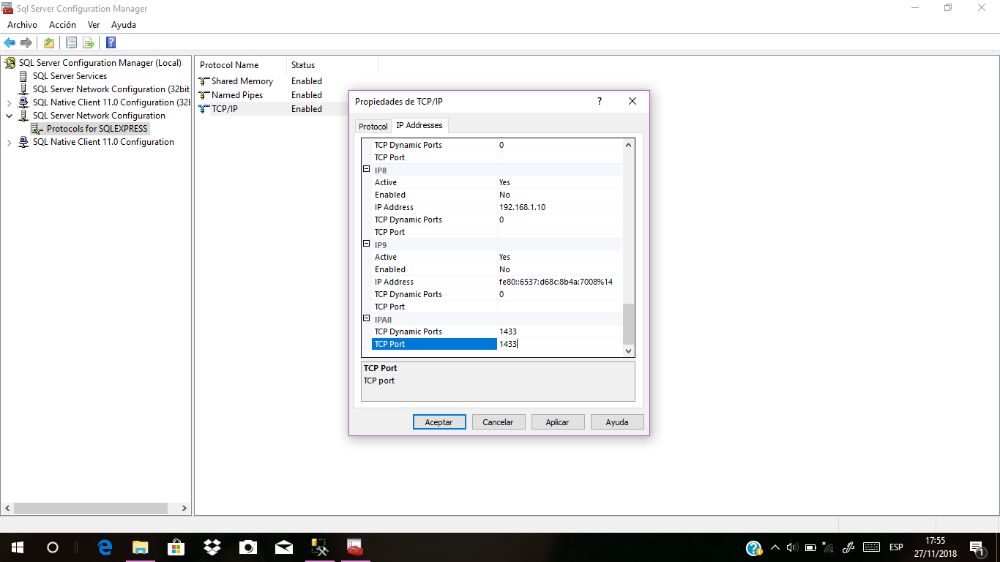 Sql Server Configuration Manager
Archivo Acción Ver Ayuda
SQL Server Configuration Manager (Local)
SQL Server Services
SQL Server Network Configuration (32bit
SQL Native Client 11.0 Configuration (32b
SQL Server Network Configuration
Protocols for SQLEXPRESS
SQL Native Client 11.0 Configuration
Protocol Name Status
Shared Memory Enabled
Named Pipes Enabled
TCP/IP Enabled
Propiedades de TCP/IP
Protocol IP Addresses
TCP Dynamic Ports 0
TCP Port
IP8
Active Yes
Enabled No
IP Address 192.168.1.10
TCP Dynamic Ports 0
TCP Port
IP9
Active Yes
Enabled No
IP Address fe80::6537:d68c:8b4a:7008%14
TCP Dynamic Ports 0
TCP Port
IPAll
TCP Dynamic Ports 1433
TCP Port 1433
TCP Port
TCP port
Aceptar Cancelar Aplicar Ayuda
ESP
17:55
27/11/2018
1